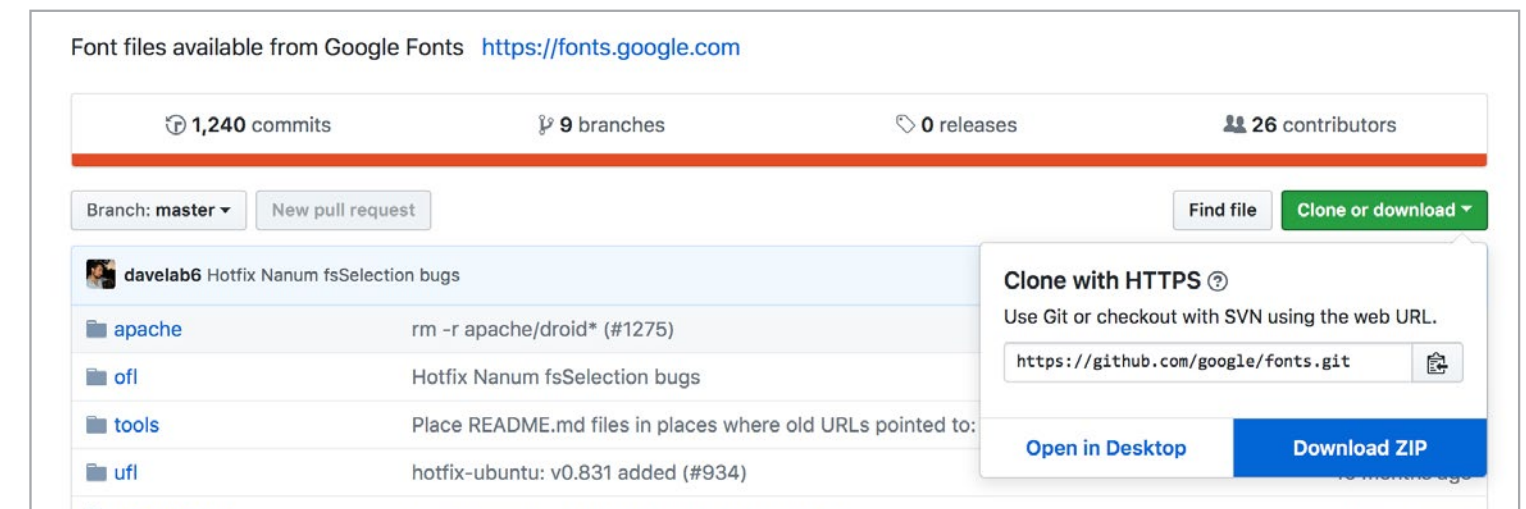 Font files available from Google Fonts https://fonts.google.com
1,240 commits 9 branches 0 releases 26 contributors
Branch: master New pull request Find file Clone or download
davelab6 Hotfix Nanum fsSelection bugs
apache rm -r apache/droid* (#1275)
ofl Hotfix Nanum fsSelection bugs
tools Place README.md files in places where old URLs pointed to:
ufl hotfix-ubuntu: v0.831 added (#934)
Clone with HTTPS
Use Git or checkout with SVN using the web URL.
https://github.com/google/fonts.git
Open in Desktop Download ZIP
months ago